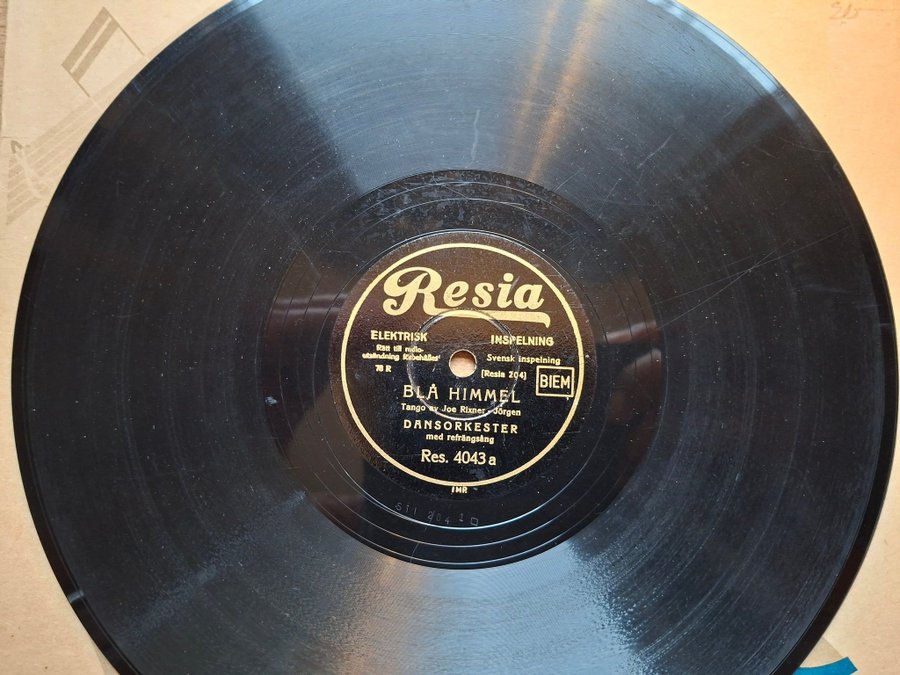 Resia
ELEKTRISK INSPELNING
Rätt till radio-
utsändning förbehålles
Svensk inspelning
78 R
[Resia 204]
BIEM
BLÅ HIMMEL
Tango av Joe Rixner - Jörgen
DANSORKESTER
med refrängsång
Res. 4043 a
IMR